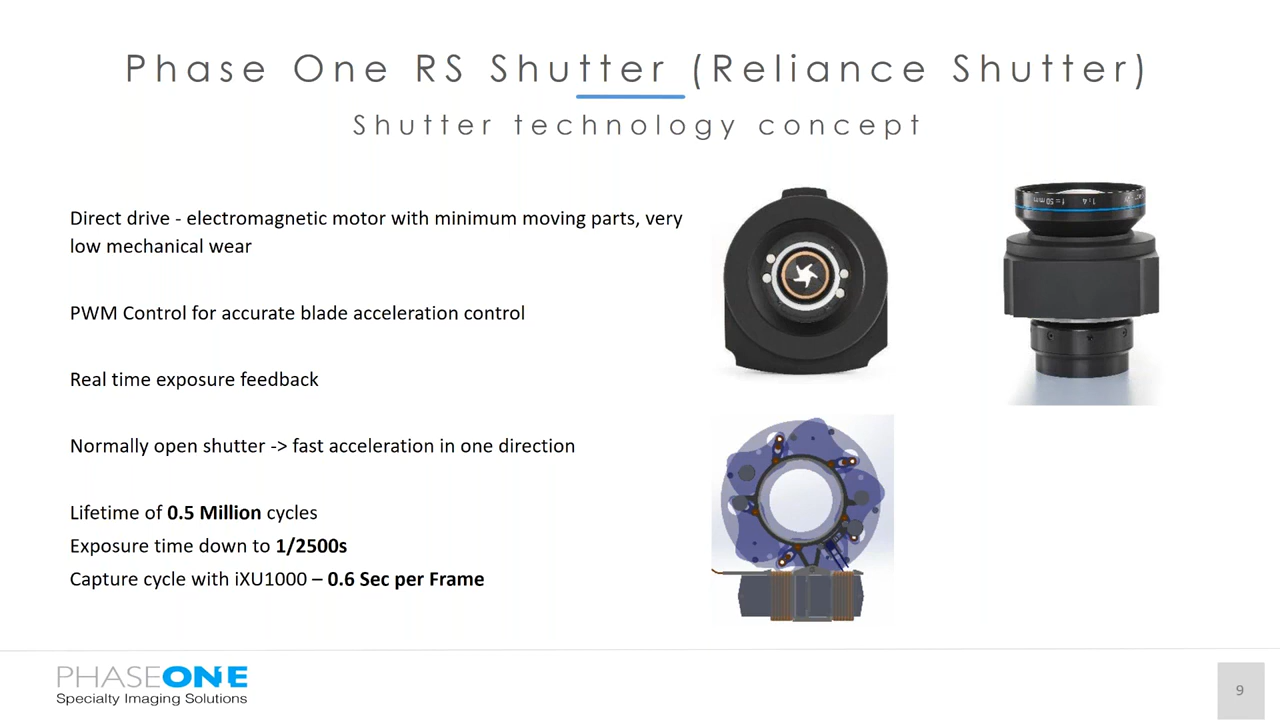 Phase One RS Shutter (Reliance Shutter)
Shutter technology concept
Direct drive - electromagnetic motor with minimum moving parts, very
low mechanical wear
PWM Control for accurate blade acceleration control
Real time exposure feedback
Normally open shutter -> fast acceleration in one direction
Lifetime of 0.5 Million cycles
Exposure time down to 1/2500s
Capture cycle with iXU1000 – 0.6 Sec per Frame
1:4 f=50mm
PHASEONE
Specialty Imaging Solutions
9